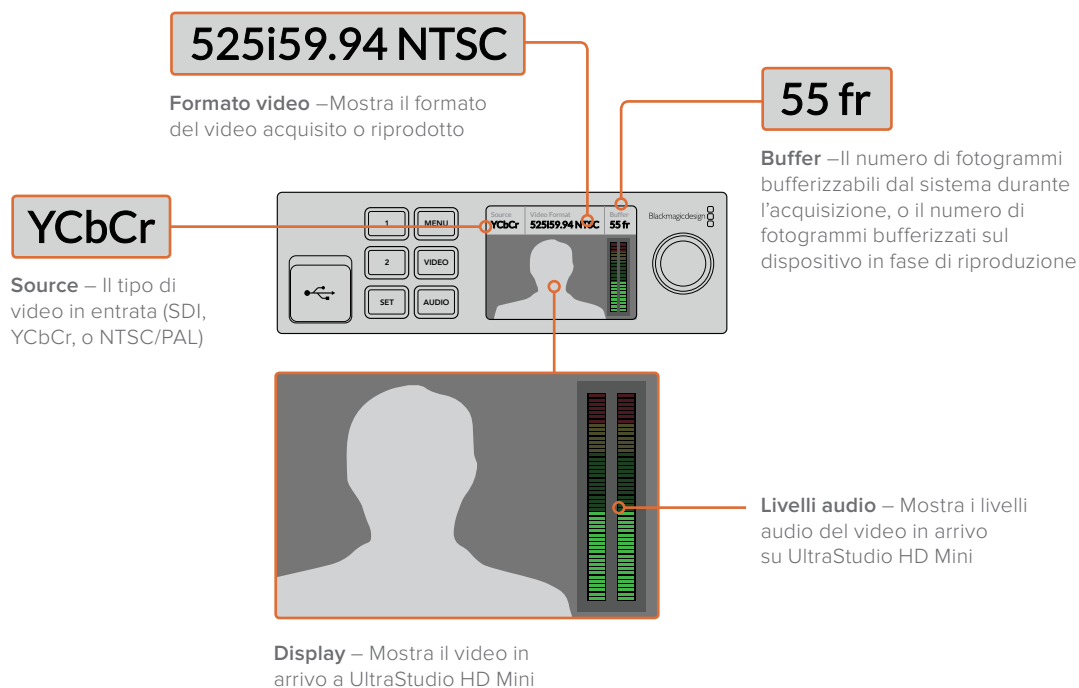 525i59.94 NTSC
Formato video –Mostra il formato
del video acquisito o riprodotto
55 fr
Buffer –Il numero di fotogrammi
bufferizzabili dal sistema durante
l'acquisizione, o il numero di
fotogrammi bufferizzati sul
dispositivo in fase di riproduzione
YCbCr
Source – Il tipo di
video in entrata (SDI,
YCbCr, o NTSC/PAL)
1
MENU
2
VIDEO
SET
AUDIO
Source
YCbCr
Video Format
525I59.94 NTSC
Buffer
55 fr
Blackmagicdesign
Livelli audio – Mostra i livelli
audio del video in arrivo
su UltraStudio HD Mini
Display – Mostra il video in
arrivo a UltraStudio HD Mini